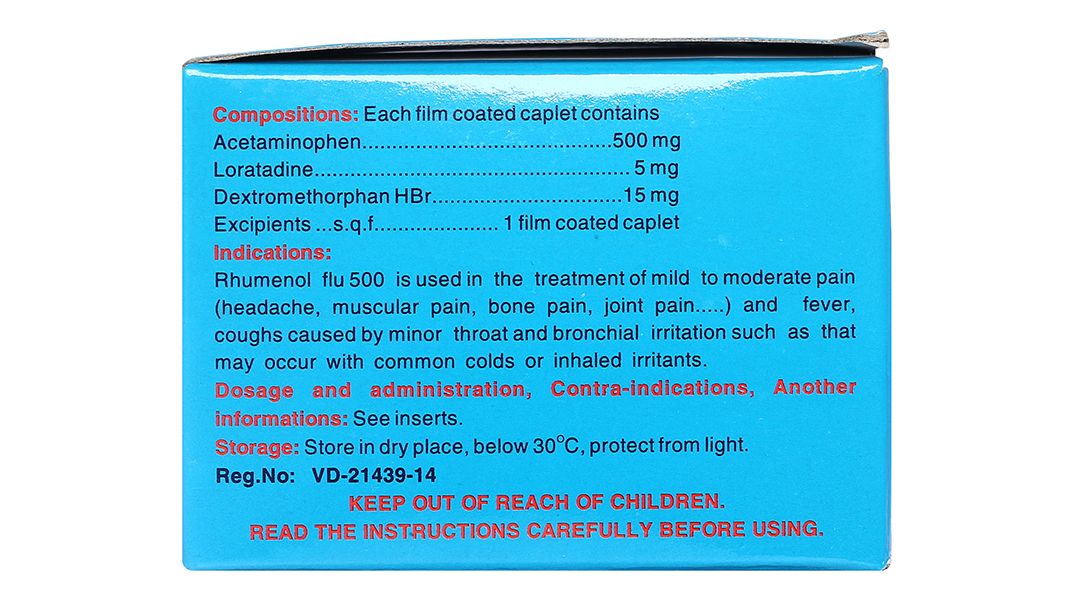 Compositions: Each film coated caplet contains
Acetaminophen..........................................500 mg
Loratadine..................................................... 5 mg
Dextromethorphan HBr................................15 mg
Excipients ...s.q.f..................... 1 film coated caplet
Indications:
Rhumenol flu 500 is used in the treatment of mild to moderate pain
(headache, muscular pain, bone pain, joint pain.....) and fever,
coughs caused by minor throat and bronchial irritation such as that
may occur with common colds or inhaled irritants.
Dosage and administration, Contra-indications, Another
informations: See inserts.
Storage: Store in dry place, below 30°C, protect from light.
Reg.No: VD-21439-14
KEEP OUT OF REACH OF CHILDREN.
READ THE INSTRUCTIONS CAREFULLY BEFORE USING.